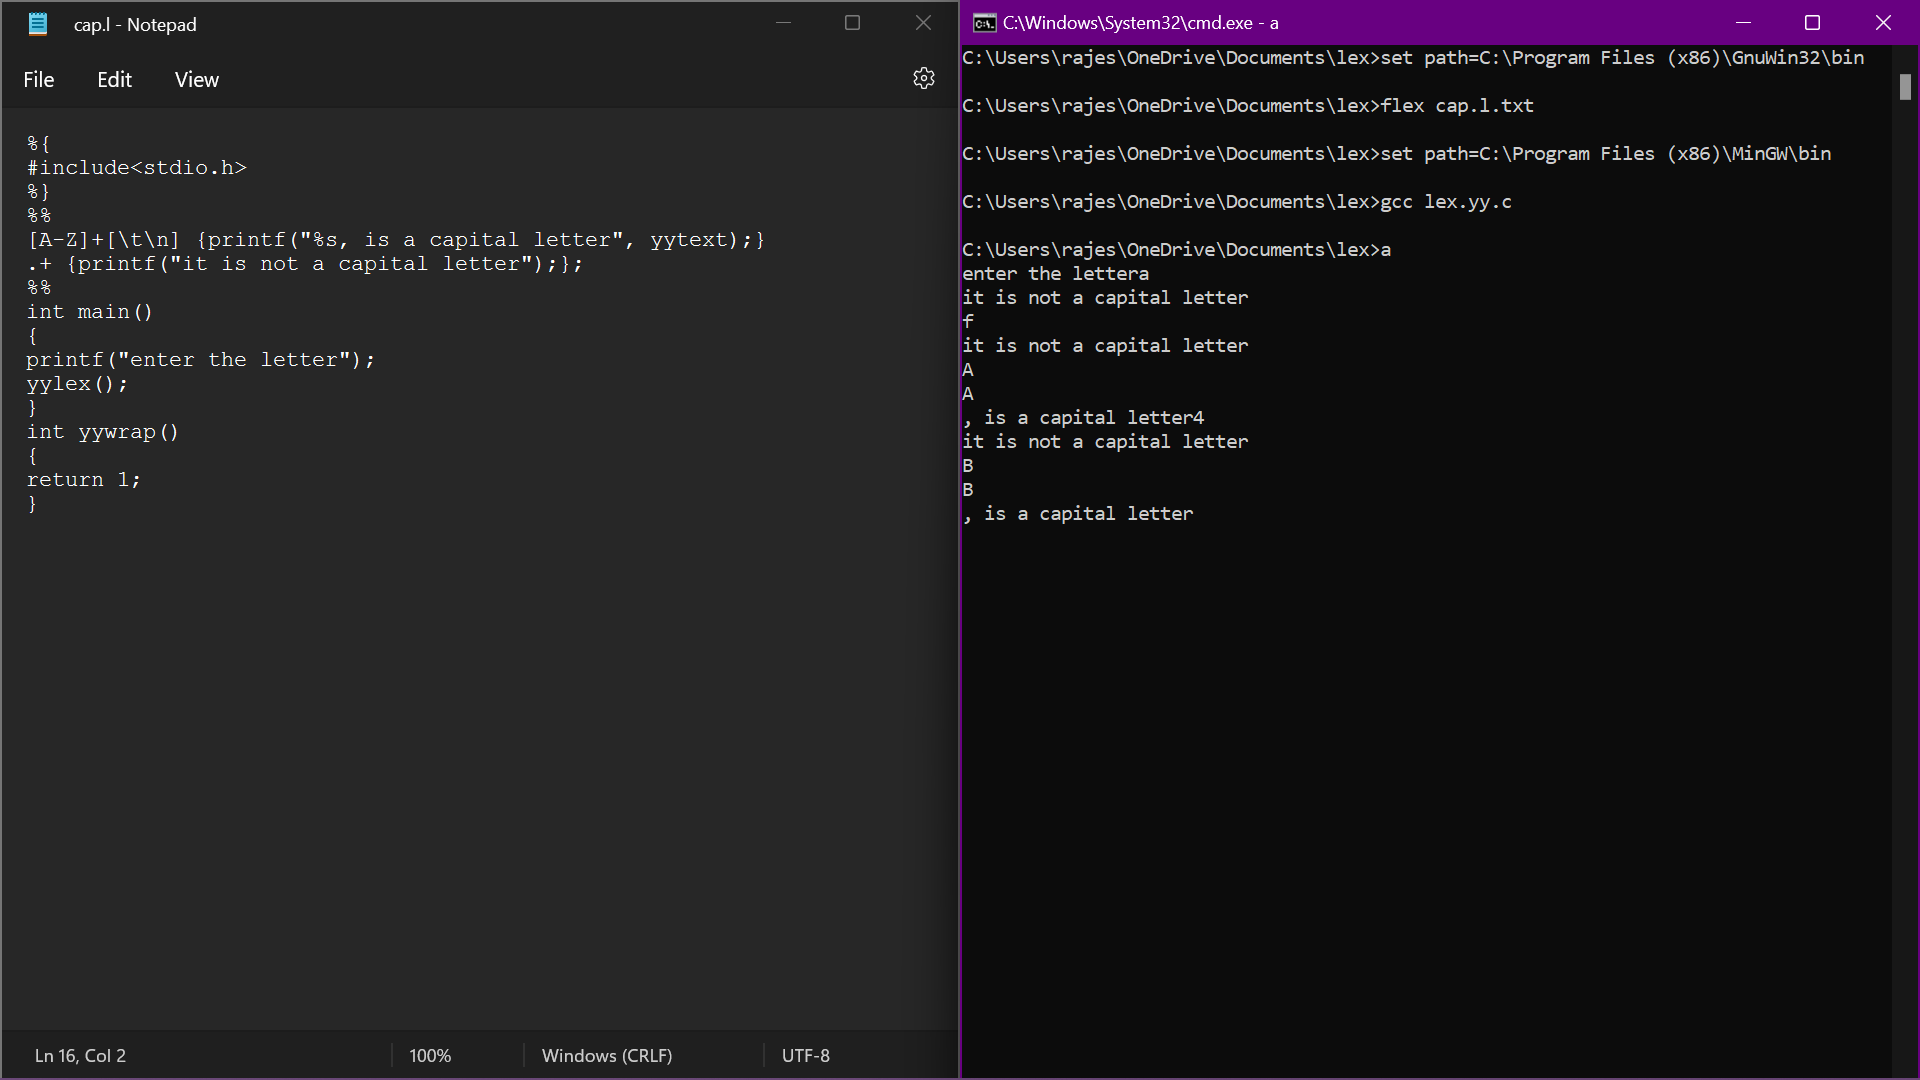 cap.l - Notepad
File Edit View
%{
#include<stdio.h>
%}
%%
[A-Z]+[\t\n] {printf("%s, is a capital letter", yytext);}
.+ {printf("it is not a capital letter");};
%%
int main()
{
printf("enter the letter");
yylex();
}
int yywrap()
{
return 1;
}
Ln 16, Col 2 100% Windows (CRLF) UTF-8
C:\Windows\System32\cmd.exe - a
C:\Users\rajes\OneDrive\Documents\lex>set path=C:\Program Files (x86)\GnuWin32\bin
C:\Users\rajes\OneDrive\Documents\lex>flex cap.l.txt
C:\Users\rajes\OneDrive\Documents\lex>set path=C:\Program Files (x86)\MinGW\bin
C:\Users\rajes\OneDrive\Documents\lex>gcc lex.yy.c
C:\Users\rajes\OneDrive\Documents\lex>a
enter the lettera
it is not a capital letter
f
it is not a capital letter
A
A
, is a capital letter4
it is not a capital letter
B
B
, is a capital letter